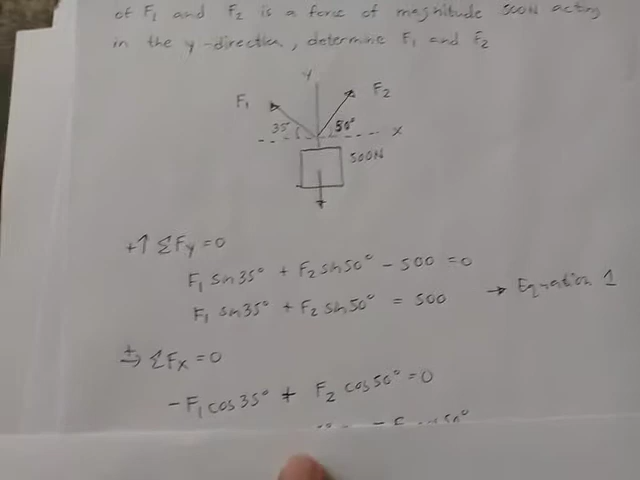 of F₁ and F₂ is a force of magnitude 500N acting
in the y-direction, determine F₁ and F₂
y
F₁
F₂
35°
50°
x
500N
+↑ ΣFy = 0
F₁ sin35° + F₂ sin50° - 500 = 0
F₁ sin35° + F₂ sin50° = 500 → Equation 1
+→ ΣFx = 0
-F₁cos35° + F₂ cos50° = 0